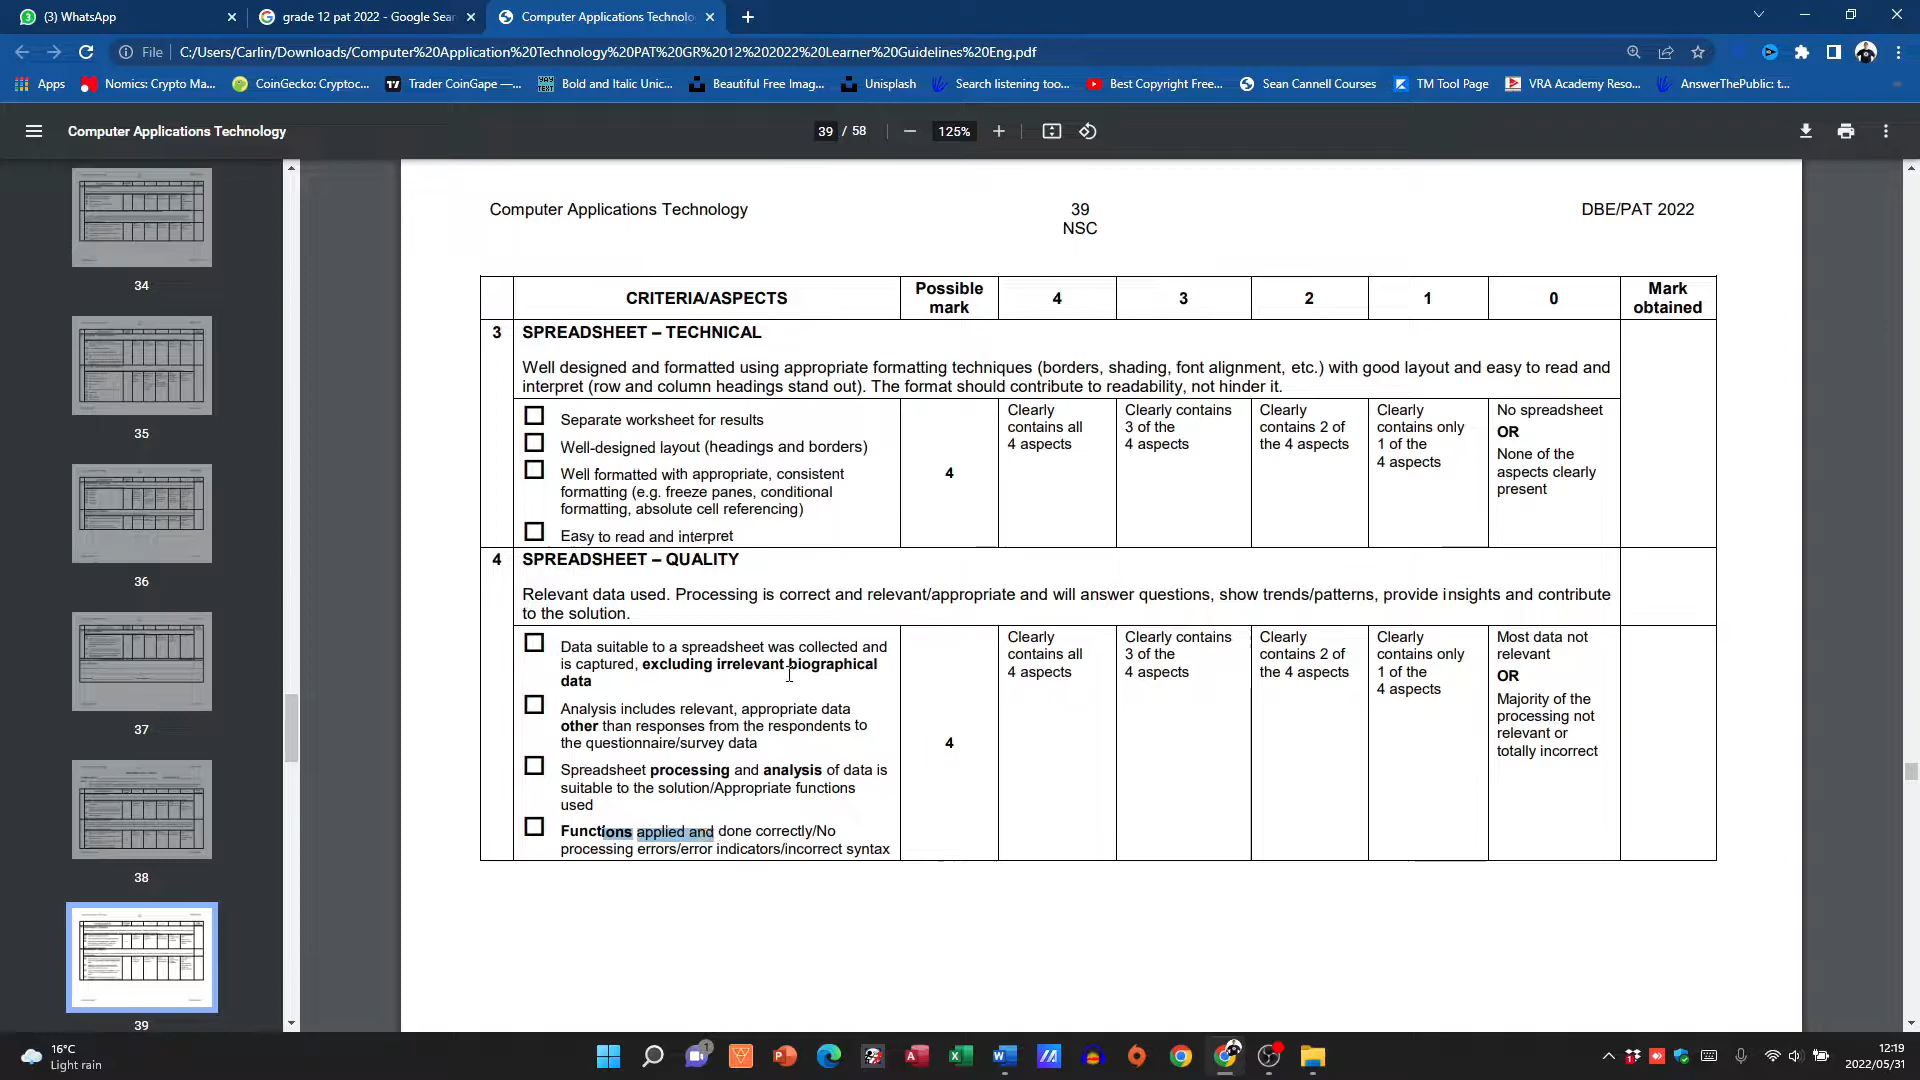 (3) WhatsApp
grade 12 pat 2022 - Google Sear
Computer Applications Technolo
File C:/Users/Carlin/Downloads/Computer%20Application%20Technology%20PAT%20GR%2012%202022%20Learner%20Guidelines%20Eng.pdf
Apps Nomics: Crypto Ma... CoinGecko: Cryptoc... Trader CoinGape —... Bold and Italic Unic... Beautiful Free Imag... Unisplash Search listening too... Best Copyright Free... Sean Cannell Courses TM Tool Page VRA Academy Reso... AnswerThePublic: t...
Computer Applications Technology
39 / 58
125%
34
35
36
37
38
39
Computer Applications Technology 39 DBE/PAT 2022
NSC
CRITERIA/ASPECTS
Possible
mark
4
3
2
1
0
Mark
obtained
3 SPREADSHEET – TECHNICAL
Well designed and formatted using appropriate formatting techniques (borders, shading, font alignment, etc.) with good layout and easy to read and
interpret (row and column headings stand out). The format should contribute to readability, not hinder it.
Separate worksheet for results
Well-designed layout (headings and borders)
Well formatted with appropriate, consistent
formatting (e.g. freeze panes, conditional
formatting, absolute cell referencing)
Easy to read and interpret
4
Clearly
contains all
4 aspects
Clearly contains
3 of the
4 aspects
Clearly
contains 2 of
the 4 aspects
Clearly
contains only
1 of the
4 aspects
No spreadsheet
OR
None of the
aspects clearly
present
4 SPREADSHEET – QUALITY
Relevant data used. Processing is correct and relevant/appropriate and will answer questions, show trends/patterns, provide insights and contribute
to the solution.
Data suitable to a spreadsheet was collected and
is captured, excluding irrelevant biographical
data
Analysis includes relevant, appropriate data
other than responses from the respondents to
the questionnaire/survey data
Spreadsheet processing and analysis of data is
suitable to the solution/Appropriate functions
used
Functions applied and done correctly/No
processing errors/error indicators/incorrect syntax
4
Clearly
contains all
4 aspects
Clearly contains
3 of the
4 aspects
Clearly
contains 2 of
the 4 aspects
Clearly
contains only
1 of the
4 aspects
Most data not
relevant
OR
Majority of the
processing not
relevant or
totally incorrect
16°C
Light rain
12:19
2022/05/31